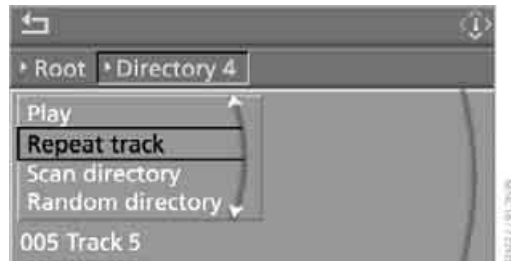 Root Directory 4
Play
Repeat track
Scan directory
Random directory
005 Track 5